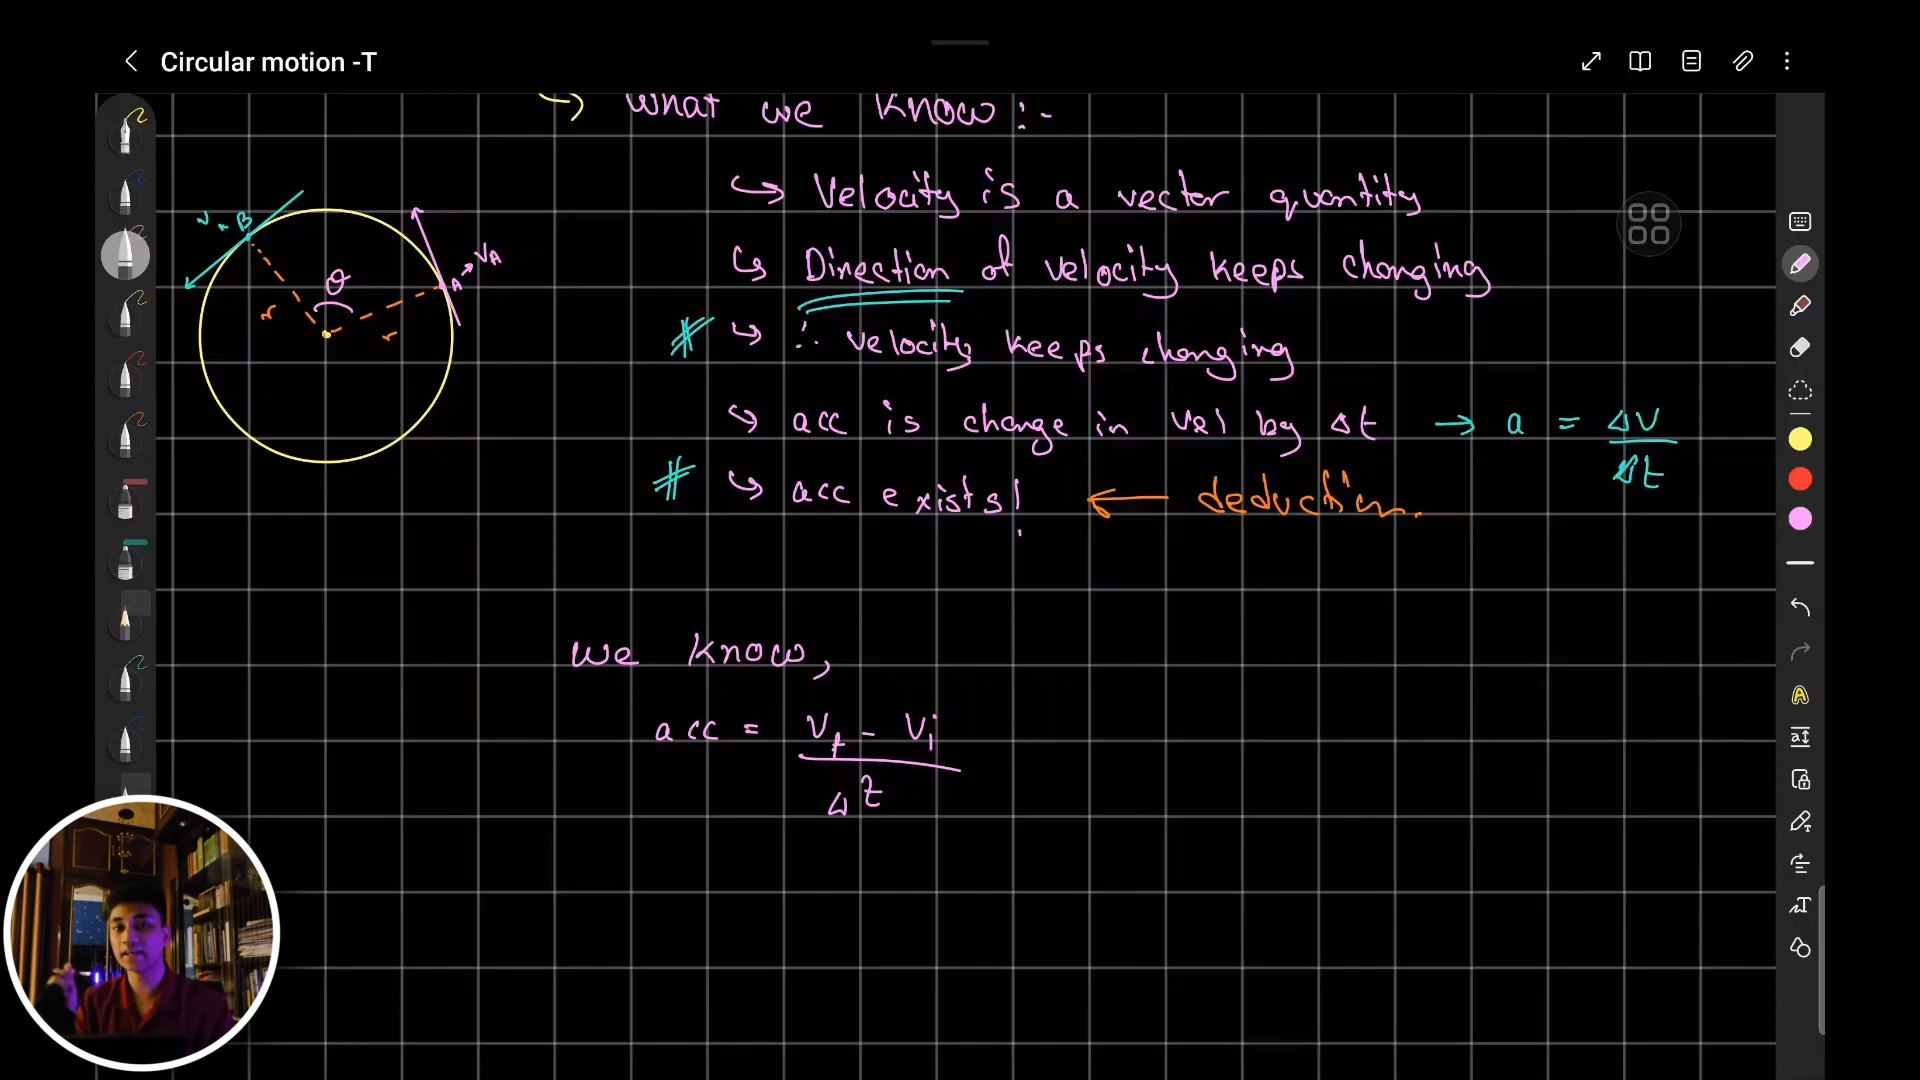 Circular motion -T
What we know :-
↪ Velocity is a vector quantity
↪ Direction of velocity keeps changing
# ↪ ∴ velocity keeps changing
↪ acc is change in vel by Δt → a = ΔV / Δt
# ↪ acc exists! ← deduction.
B
θ
A → VA
r
r
we know,
acc = Vf - Vi / Δt